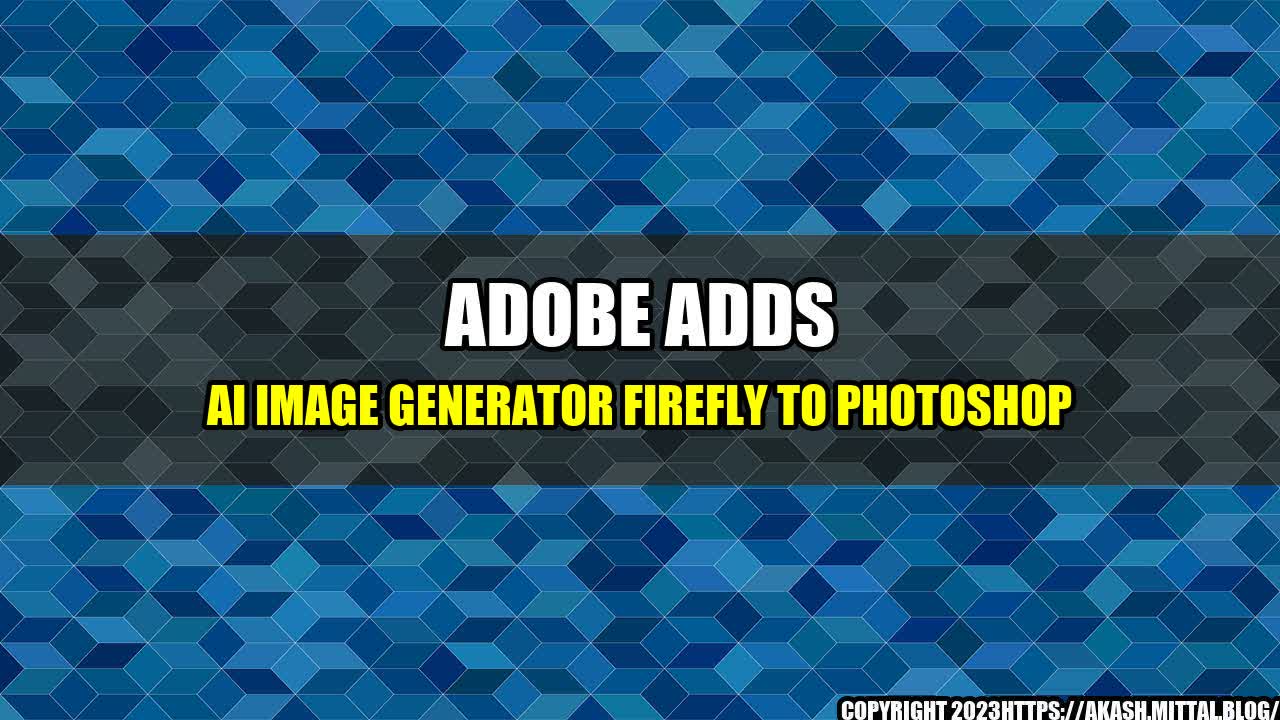 ADOBE ADDS
AI IMAGE GENERATOR FIREFLY TO PHOTOSHOP
COPYRIGHT 2023HTTPS://AKASH.MITTAL.BLOG/